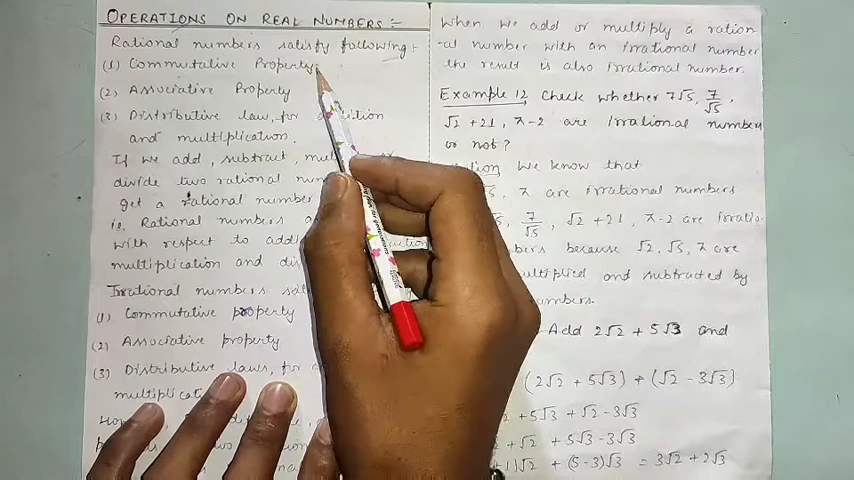 OPERATIONS ON REAL NUMBERS :-
Rational numbers satisfy following :-
(1) Commutative Property
(2) Associative Property
(3) Distributive law, for
and multiplication.
If we add, subtract,
divide two rational
get a rational number
is. Rational numbers
with respect to
multiplication and
Irrational numbers
(1) Commutative property
(2) Associative property
(3) Distributive laws, for
When we add or multiply a ration
-al number with an irrational number
the result is also irrational number.
Example 12 Check whether 7√5, 7/√5,
√2 + 21, π-2 are irrational numbers
or not?
We know that
π are irrational numbers
7/√5, √2 + 21, π-2 are irratio-
because √2, √5, π are
and subtracted by
Add 2√2 + 5√3 and
(2√2 + 5√3) + (√2 - 3√3)
+ 5√3 + √2 - 3√3
+ √2 + 5√3 - 3√3
+1)√2 + (5-3)√3 = 3√2 + 2√3